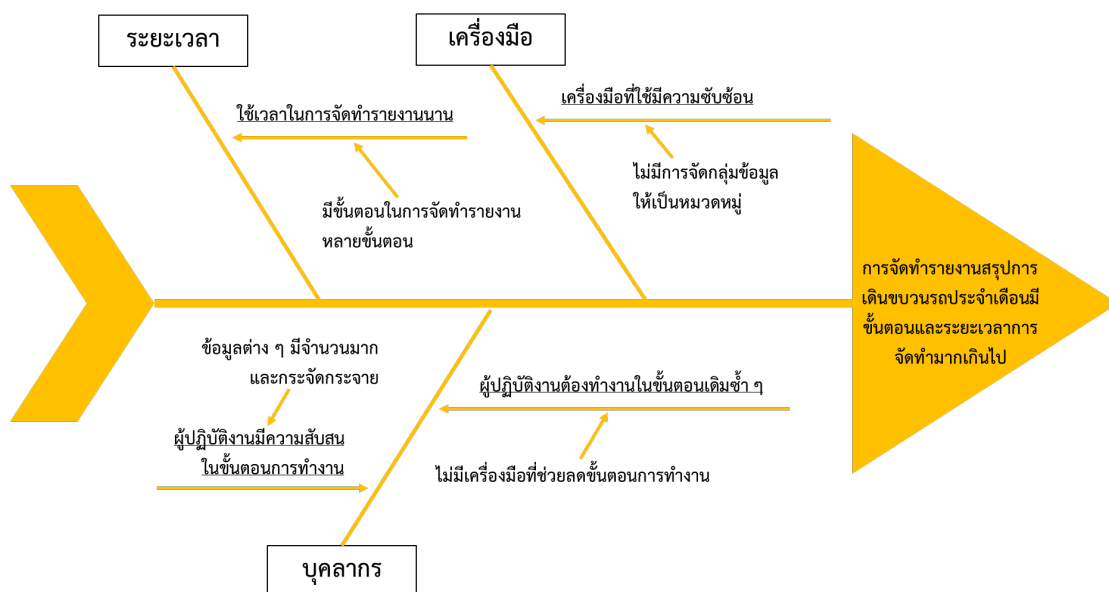 ระยะเวลา
เครื่องมือ
ใช้เวลาในการจัดทำรายงานนาน
เครื่องมือที่ใช้มีความซับซ้อน
มีขั้นตอนในการจัดทำรายงาน
หลายขั้นตอน
ไม่มีการจัดกลุ่มข้อมูล
ให้เป็นหมวดหมู่
การจัดทำรายงานสรุปการ
เดินขบวนรถประจำเดือนมี
ขั้นตอนและระยะเวลาการ
จัดทำมากเกินไป
ข้อมูลต่าง ๆ มีจำนวนมาก
และกระจัดกระจาย
ผู้ปฏิบัติงานมีความสับสน
ในขั้นตอนการทำงาน
ผู้ปฏิบัติงานต้องทำงานในขั้นตอนเดิมซ้ำ ๆ
ไม่มีเครื่องมือที่ช่วยลดขั้นตอนการทำงาน
บุคลากร